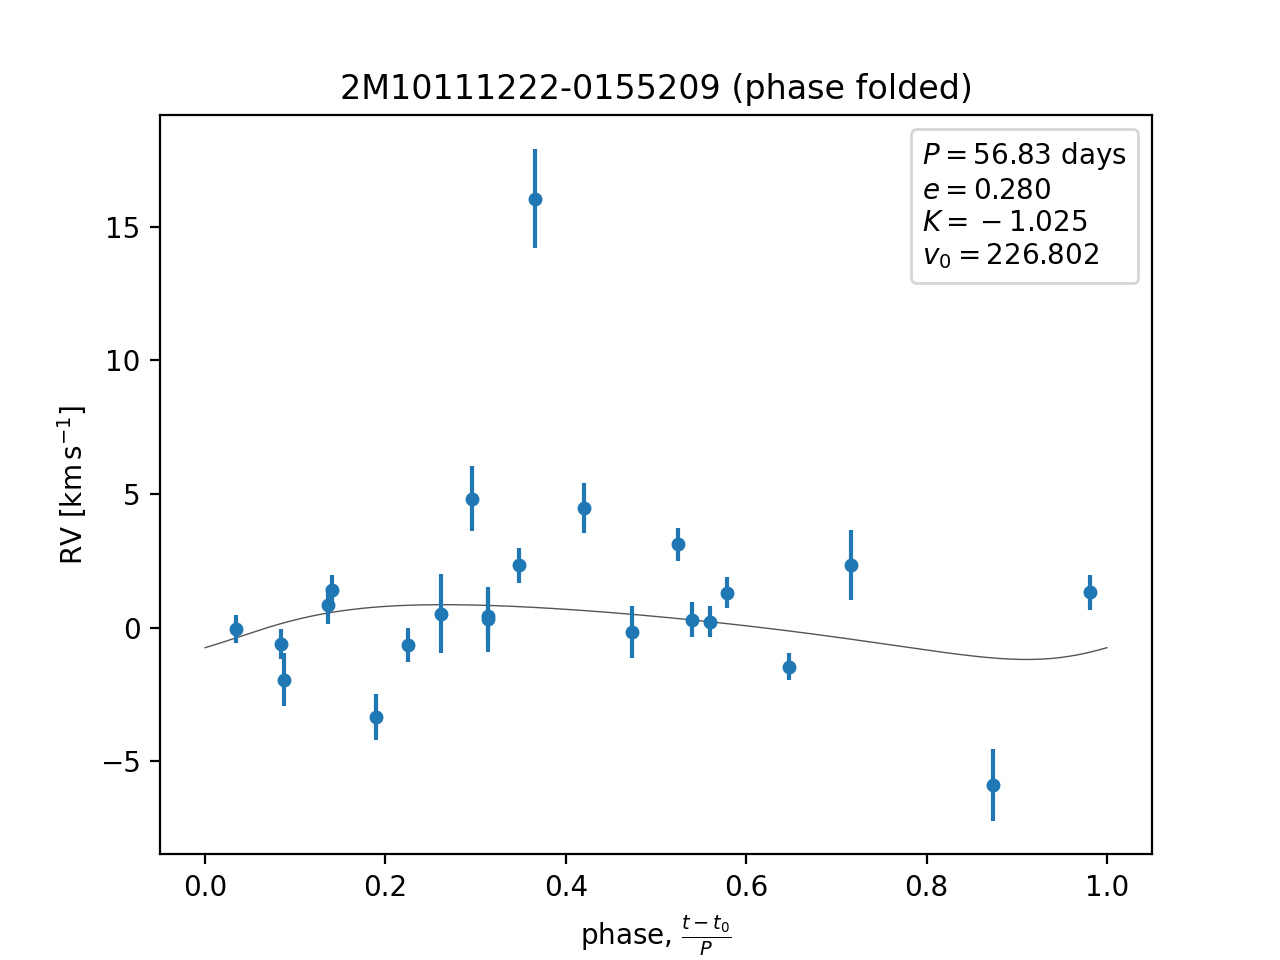 2M10111222-0155209 (phase folded)
P = 56.83 days
e = 0.280
K = −1.025
v₀ = 226.802
RV [km s⁻¹]
15
10
5
0
−5
0.0 0.2 0.4 0.6 0.8 1.0
phase, (t − t₀)/P